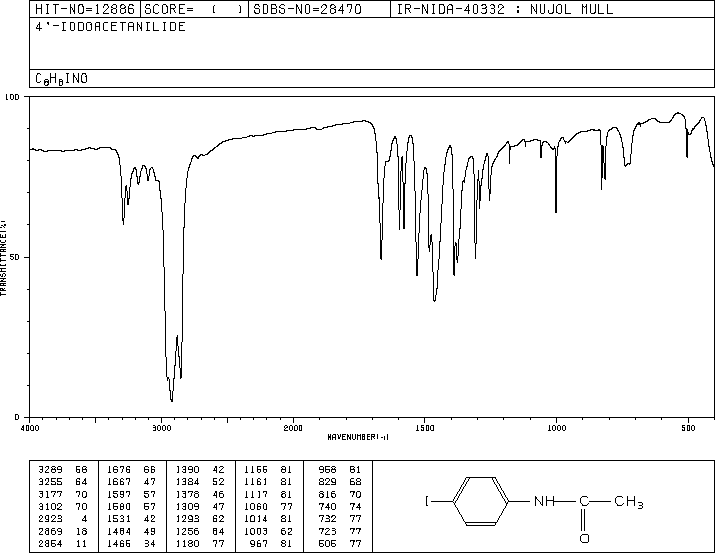 HIT-NO=12886 SCORE= ( ) SDBS-NO=28470 IR-NIDA-40332 : NUJOL MULL
4'-IODOACETANILIDE
C8H8INO
100
50
0
TRANSMITTANCE(%)
4000 3000 2000 1500 1000 500
WAVENUMBER(-1)
3289 58 1676 66 1390 42 1166 81 958 81
3255 64 1667 47 1384 52 1161 81 829 68
3177 70 1597 57 1378 46 1117 81 816 70
3102 70 1580 57 1309 47 1060 77 740 74
2923 4 1531 42 1293 62 1014 81 732 77
2869 18 1484 49 1256 64 1003 62 723 77
2854 11 1465 34 1180 77 967 81 505 77
I NH C CH3
O